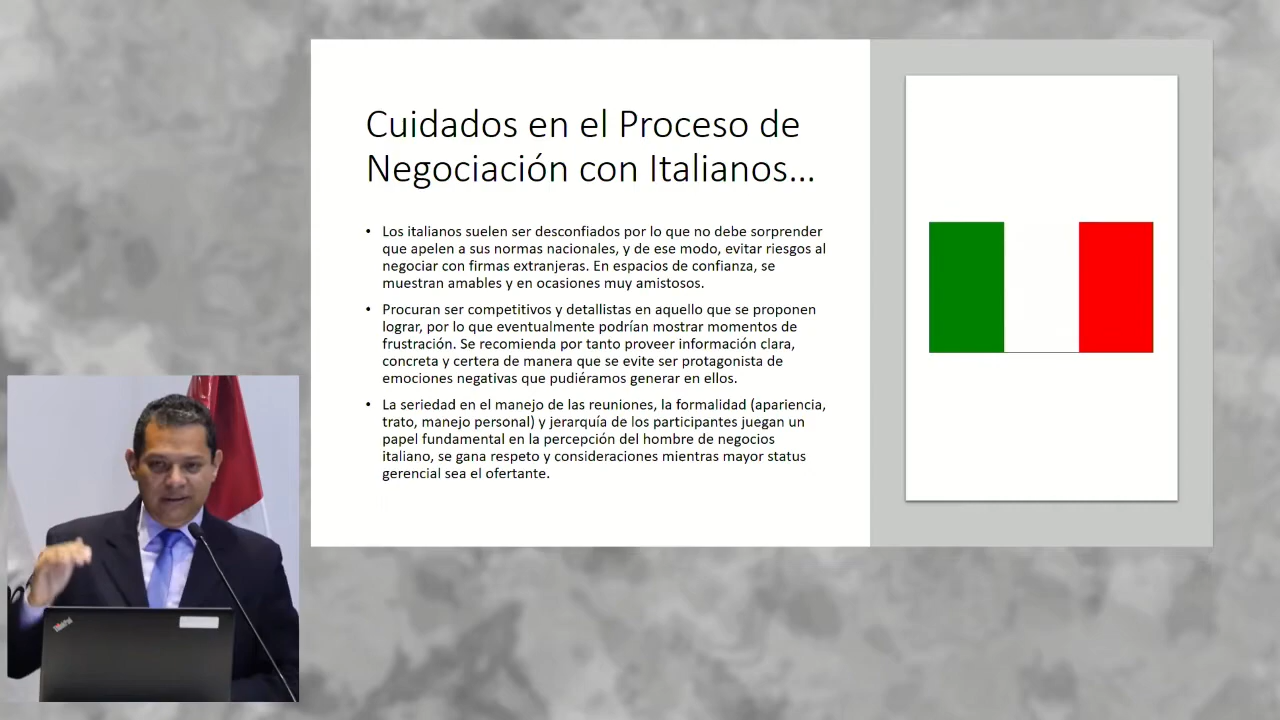 Cuidados en el Proceso de
Negociación con Italianos...
• Los italianos suelen ser desconfiados por lo que no debe sorprender
que apelen a sus normas nacionales, y de ese modo, evitar riesgos al
negociar con firmas extranjeras. En espacios de confianza, se
muestran amables y en ocasiones muy amistosos.
• Procuran ser competitivos y detallistas en aquello que se proponen
lograr, por lo que eventualmente podrían mostrar momentos de
frustración. Se recomienda por tanto proveer información clara,
concreta y certera de manera que se evite ser protagonista de
emociones negativas que pudiéramos generar en ellos.
• La seriedad en el manejo de las reuniones, la formalidad (apariencia,
trato, manejo personal) y jerarquía de los participantes juegan un
papel fundamental en la percepción del hombre de negocios
italiano, se gana respeto y consideraciones mientras mayor status
gerencial sea el ofertante.
ThinkPad